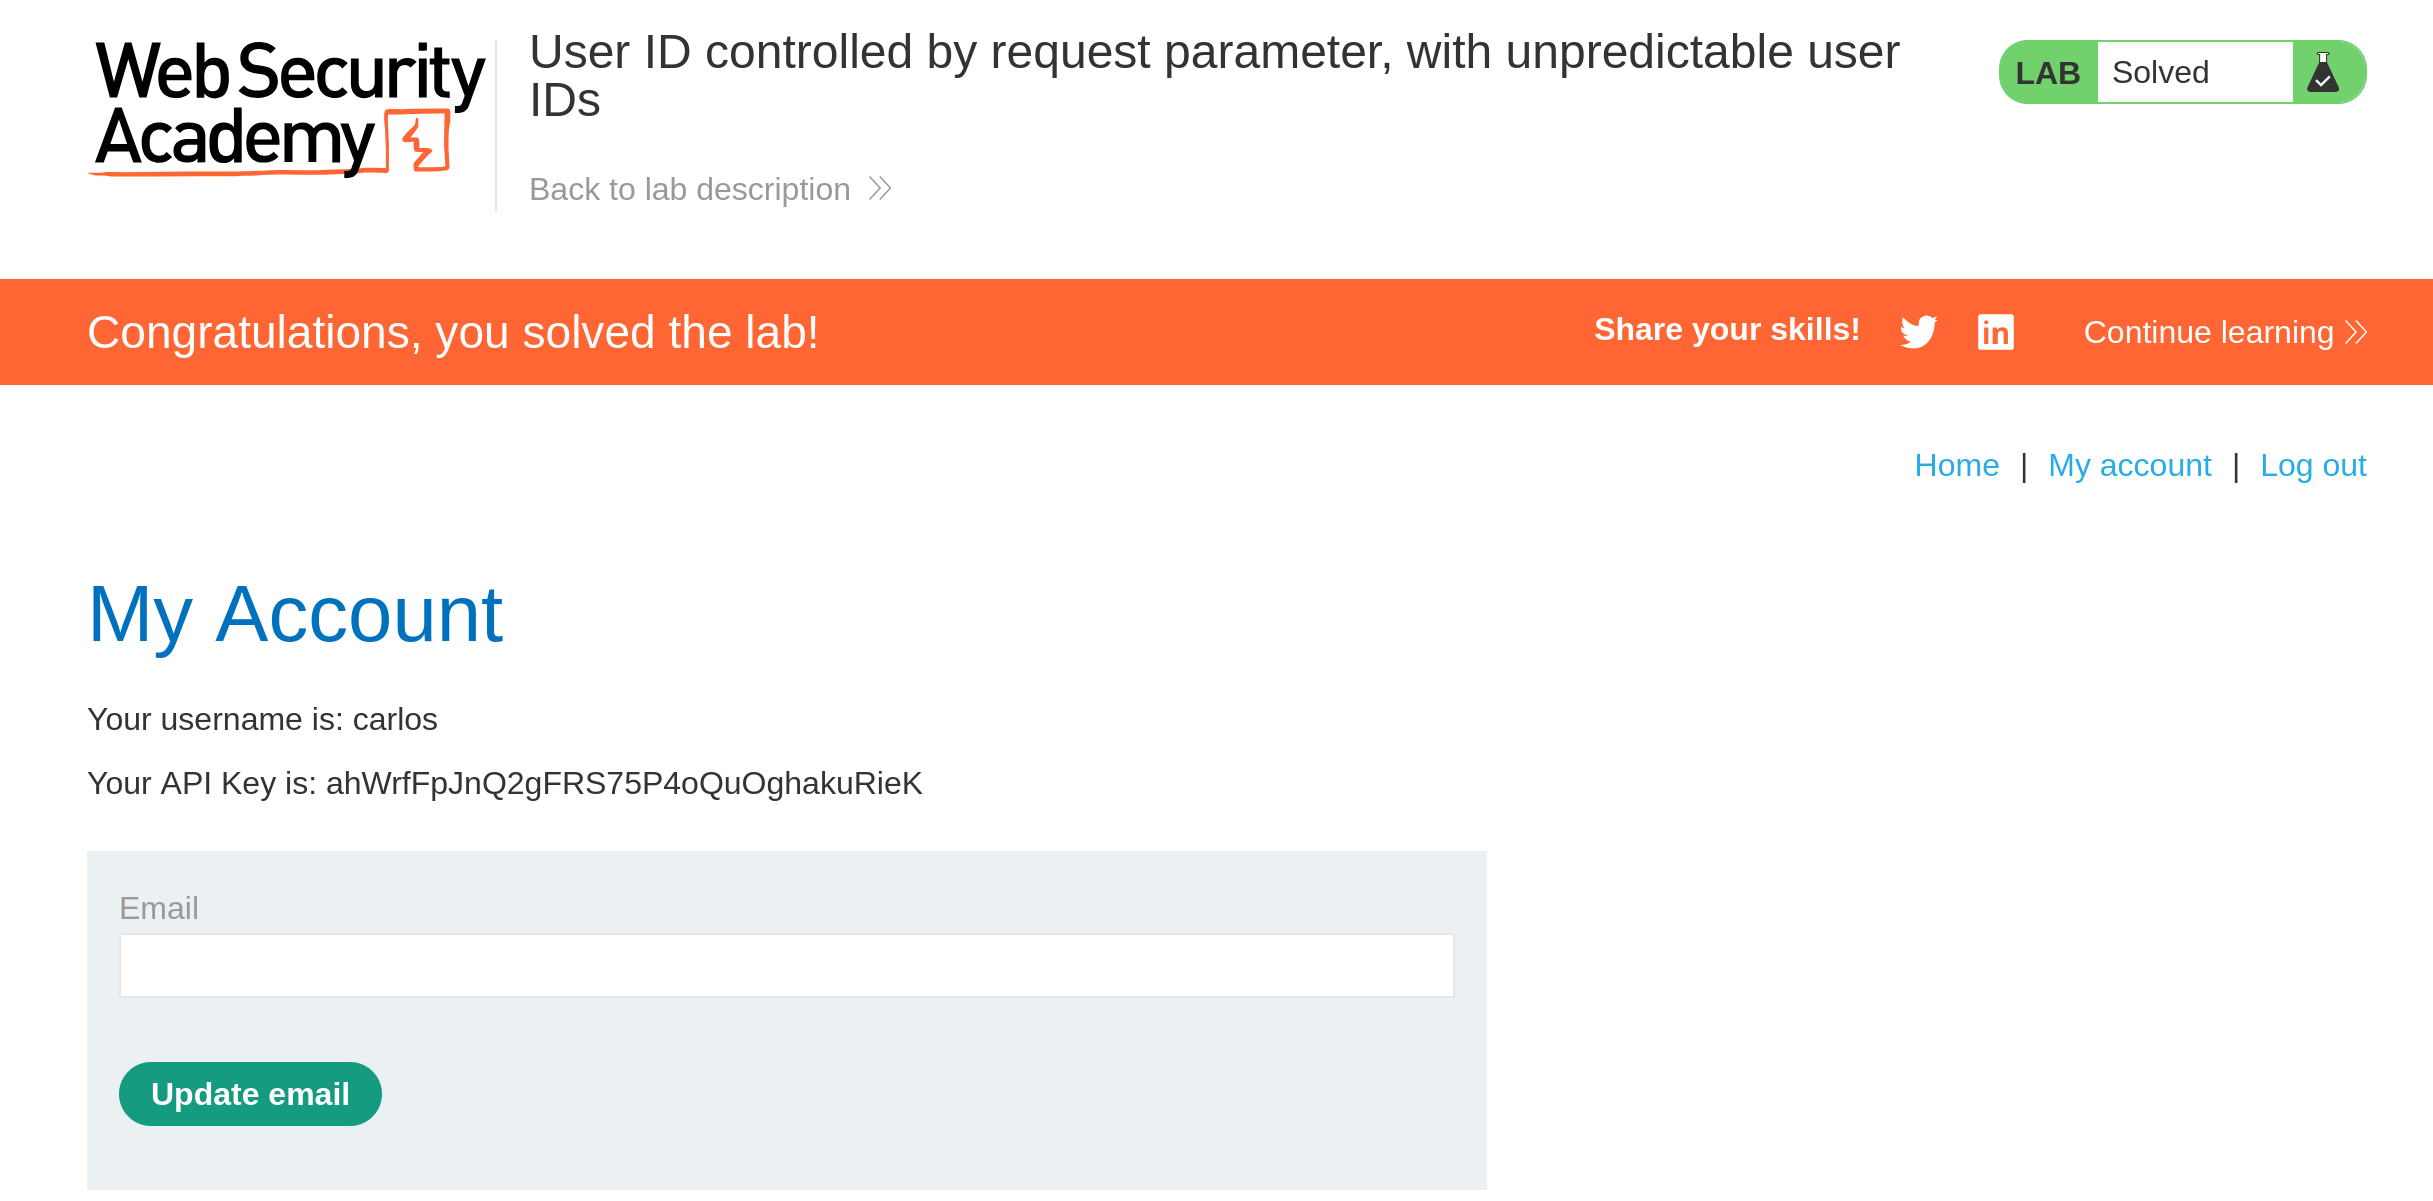 Web Security
Academy
User ID controlled by request parameter, with unpredictable user
IDs
Back to lab description
LAB Solved
Congratulations, you solved the lab!
Share your skills!
Continue learning
Home | My account | Log out
My Account
Your username is: carlos
Your API Key is: ahWrfFpJnQ2gFRS75P4oQuOghakuRieK
Email
Update email